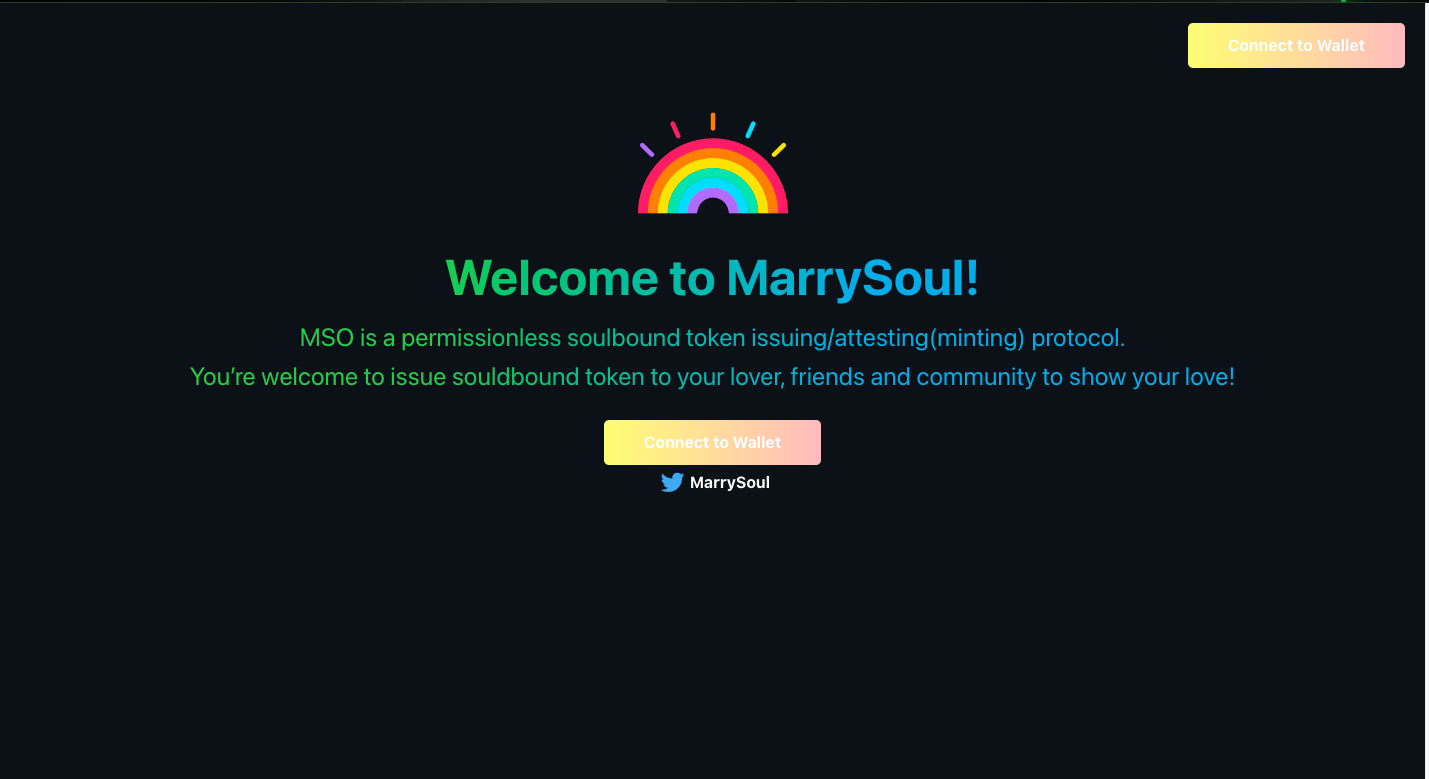 Connect to Wallet
Welcome to MarrySoul!
MSO is a permissionless soulbound token issuing/attesting(minting) protocol.
You’re welcome to issue souldbound token to your lover, friends and community to show your love!
Connect to Wallet
MarrySoul